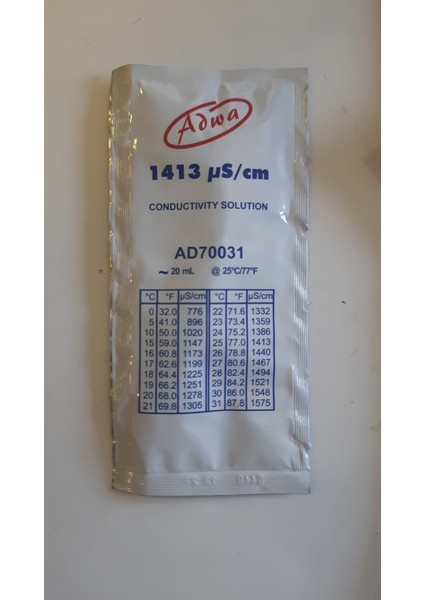 Adwa
1413 µS/cm
CONDUCTIVITY SOLUTION
AD70031
~ 20 mL @ 25°C/77°F
°C °F µS/cm °C °F µS/cm
0 32.0 776 22 71.6 1332
5 41.0 896 23 73.4 1359
10 50.0 1020 24 75.2 1386
15 59.0 1147 25 77.0 1413
16 60.8 1173 26 78.8 1440
17 62.6 1199 27 80.6 1467
18 64.4 1225 28 82.4 1494
19 66.2 1251 29 84.2 1521
20 68.0 1278 30 86.0 1548
21 69.8 1305 31 87.8 1575